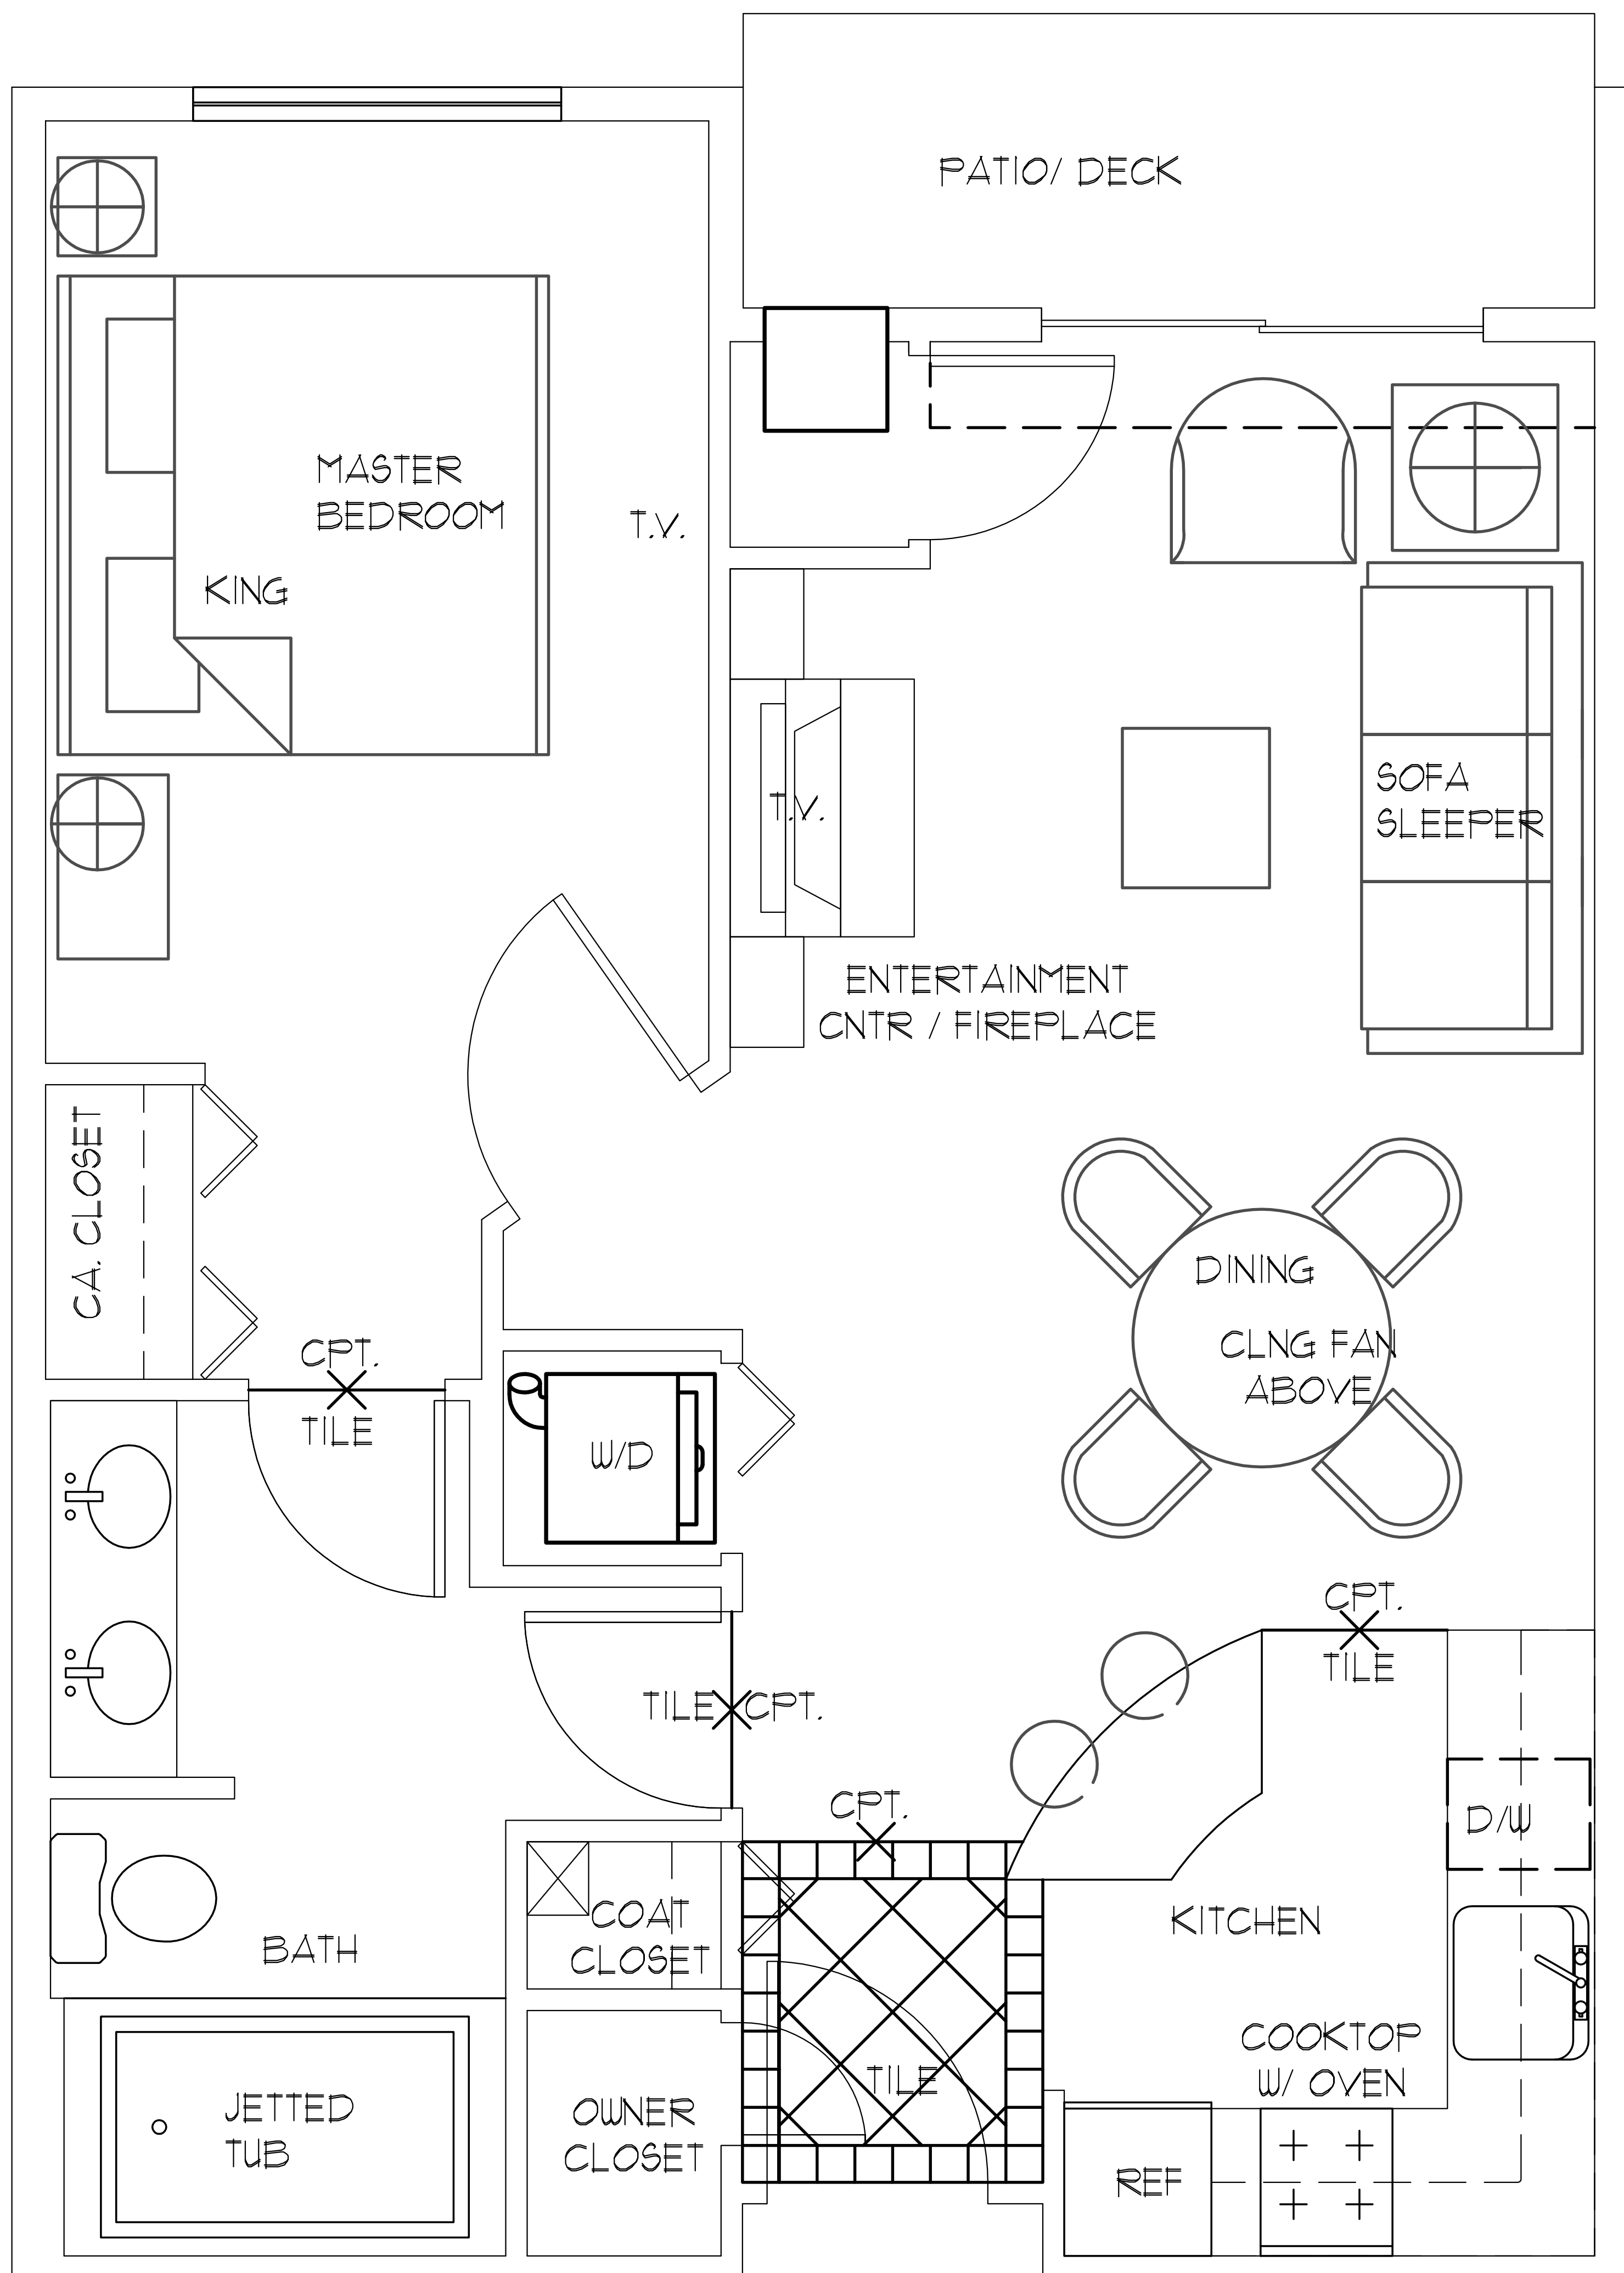 PATIO/ DECK
MASTER
BEDROOM
T.V.
KING
T.V.
SOFA
SLEEPER
ENTERTAINMENT
CNTR / FIREPLACE
CA. CLOSET
DINING
CLNG FAN
ABOVE
CPT.
TILE
W/D
CPT.
TILE
TILE CPT.
CPT.
D/W
COAT
CLOSET
KITCHEN
BATH
COOKTOP
W/ OVEN
TILE
JETTED
TUB
OWNER
CLOSET
REF